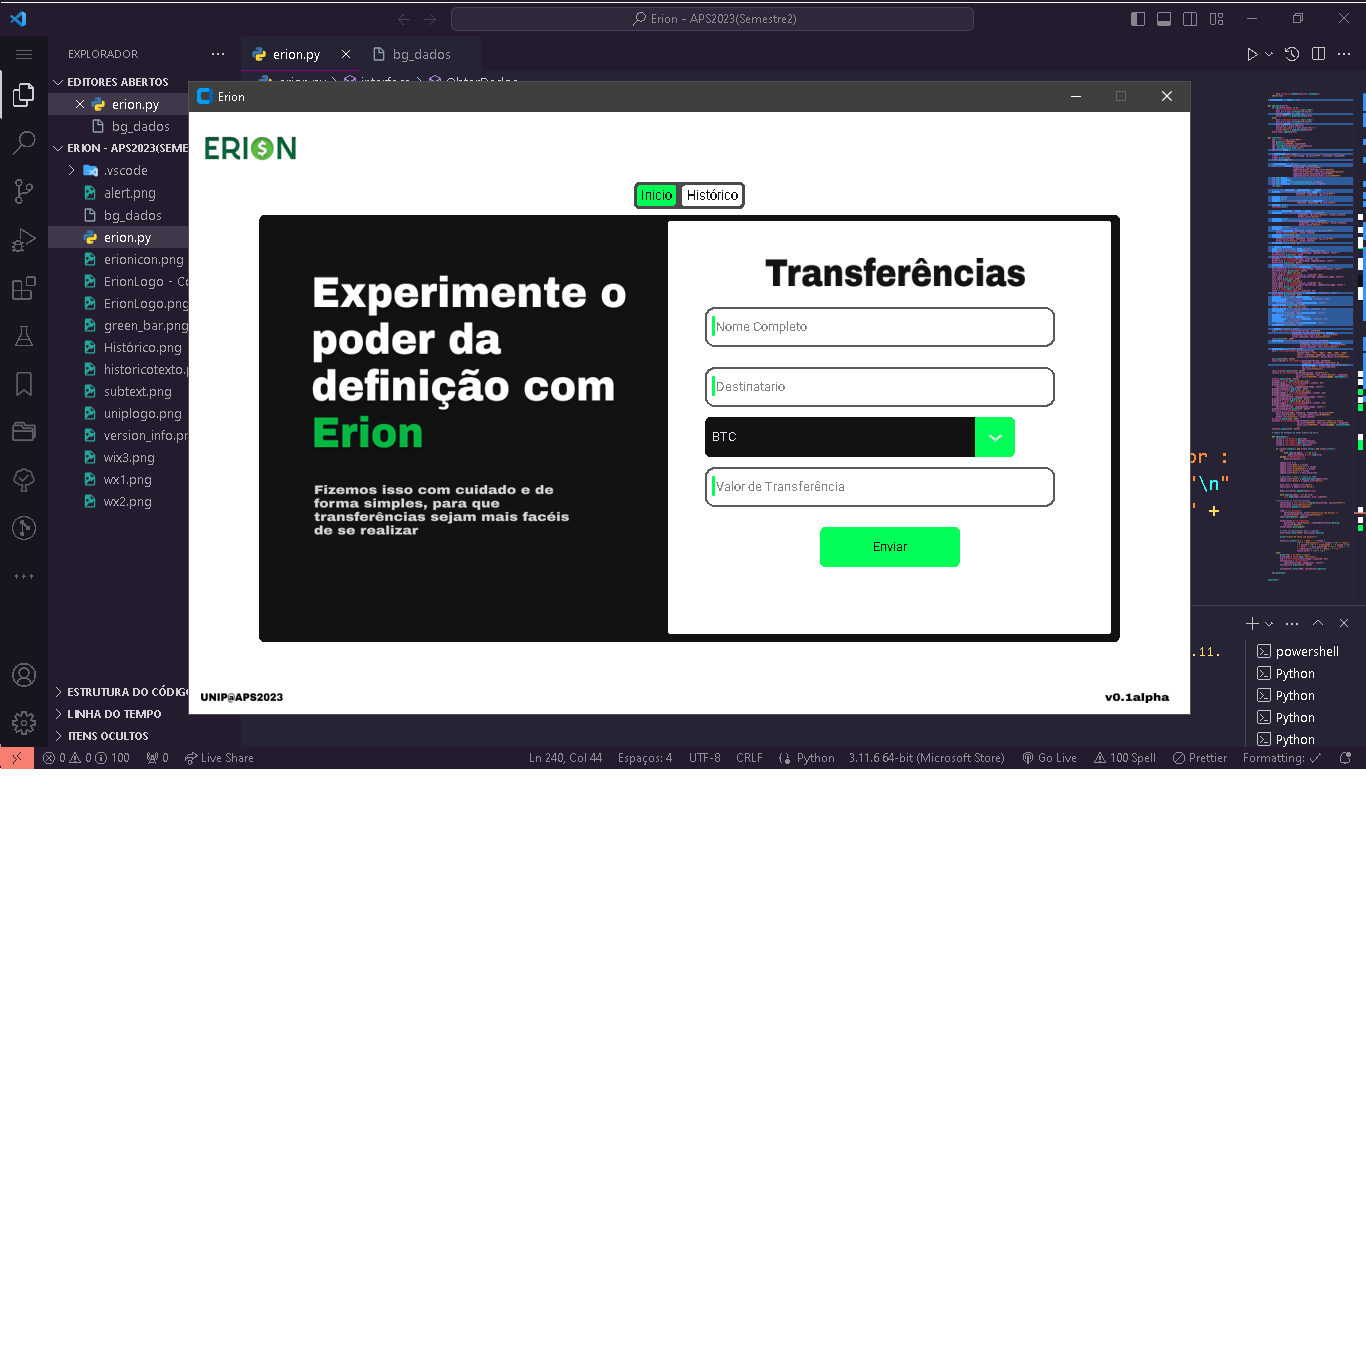 Erion - APS2023(Semestre2)
EXPLORADOR
erion.py
bg_dados
EDITORES ABERTOS
erion.py
bg_dados
ERION - APS2023(SEME
.vscode
alert.png
bg_dados
erion.py
erionicon.png
ErionLogo - Co
ErionLogo.png
green_bar.png
Histórico.png
historicotexto.p
subtext.png
uniplogo.png
version_info.pr
wix3.png
wx1.png
wx2.png
ESTRUTURA DO CÓDIGO
LINHA DO TEMPO
ITENS OCULTOS
Erion
ERI$N
Inicio
Histórico
Experimente o
poder da
definição com
Erion
Fizemos isso com cuidado e de
forma simples, para que
transferências sejam mais facéis
de se realizar
Transferências
Nome Completo
Destinatario
BTC
Valor de Transferência
Enviar
UNIP@APS2023
v0.1alpha
or :
"\n"
' +
.11.
powershell
Python
Python
Python
Python
0 0 100
0
Live Share
Ln 240, Col 44
Espaços: 4
UTF-8
CRLF
Python
3.11.6 64-bit (Microsoft Store)
Go Live
100 Spell
Prettier
Formatting: